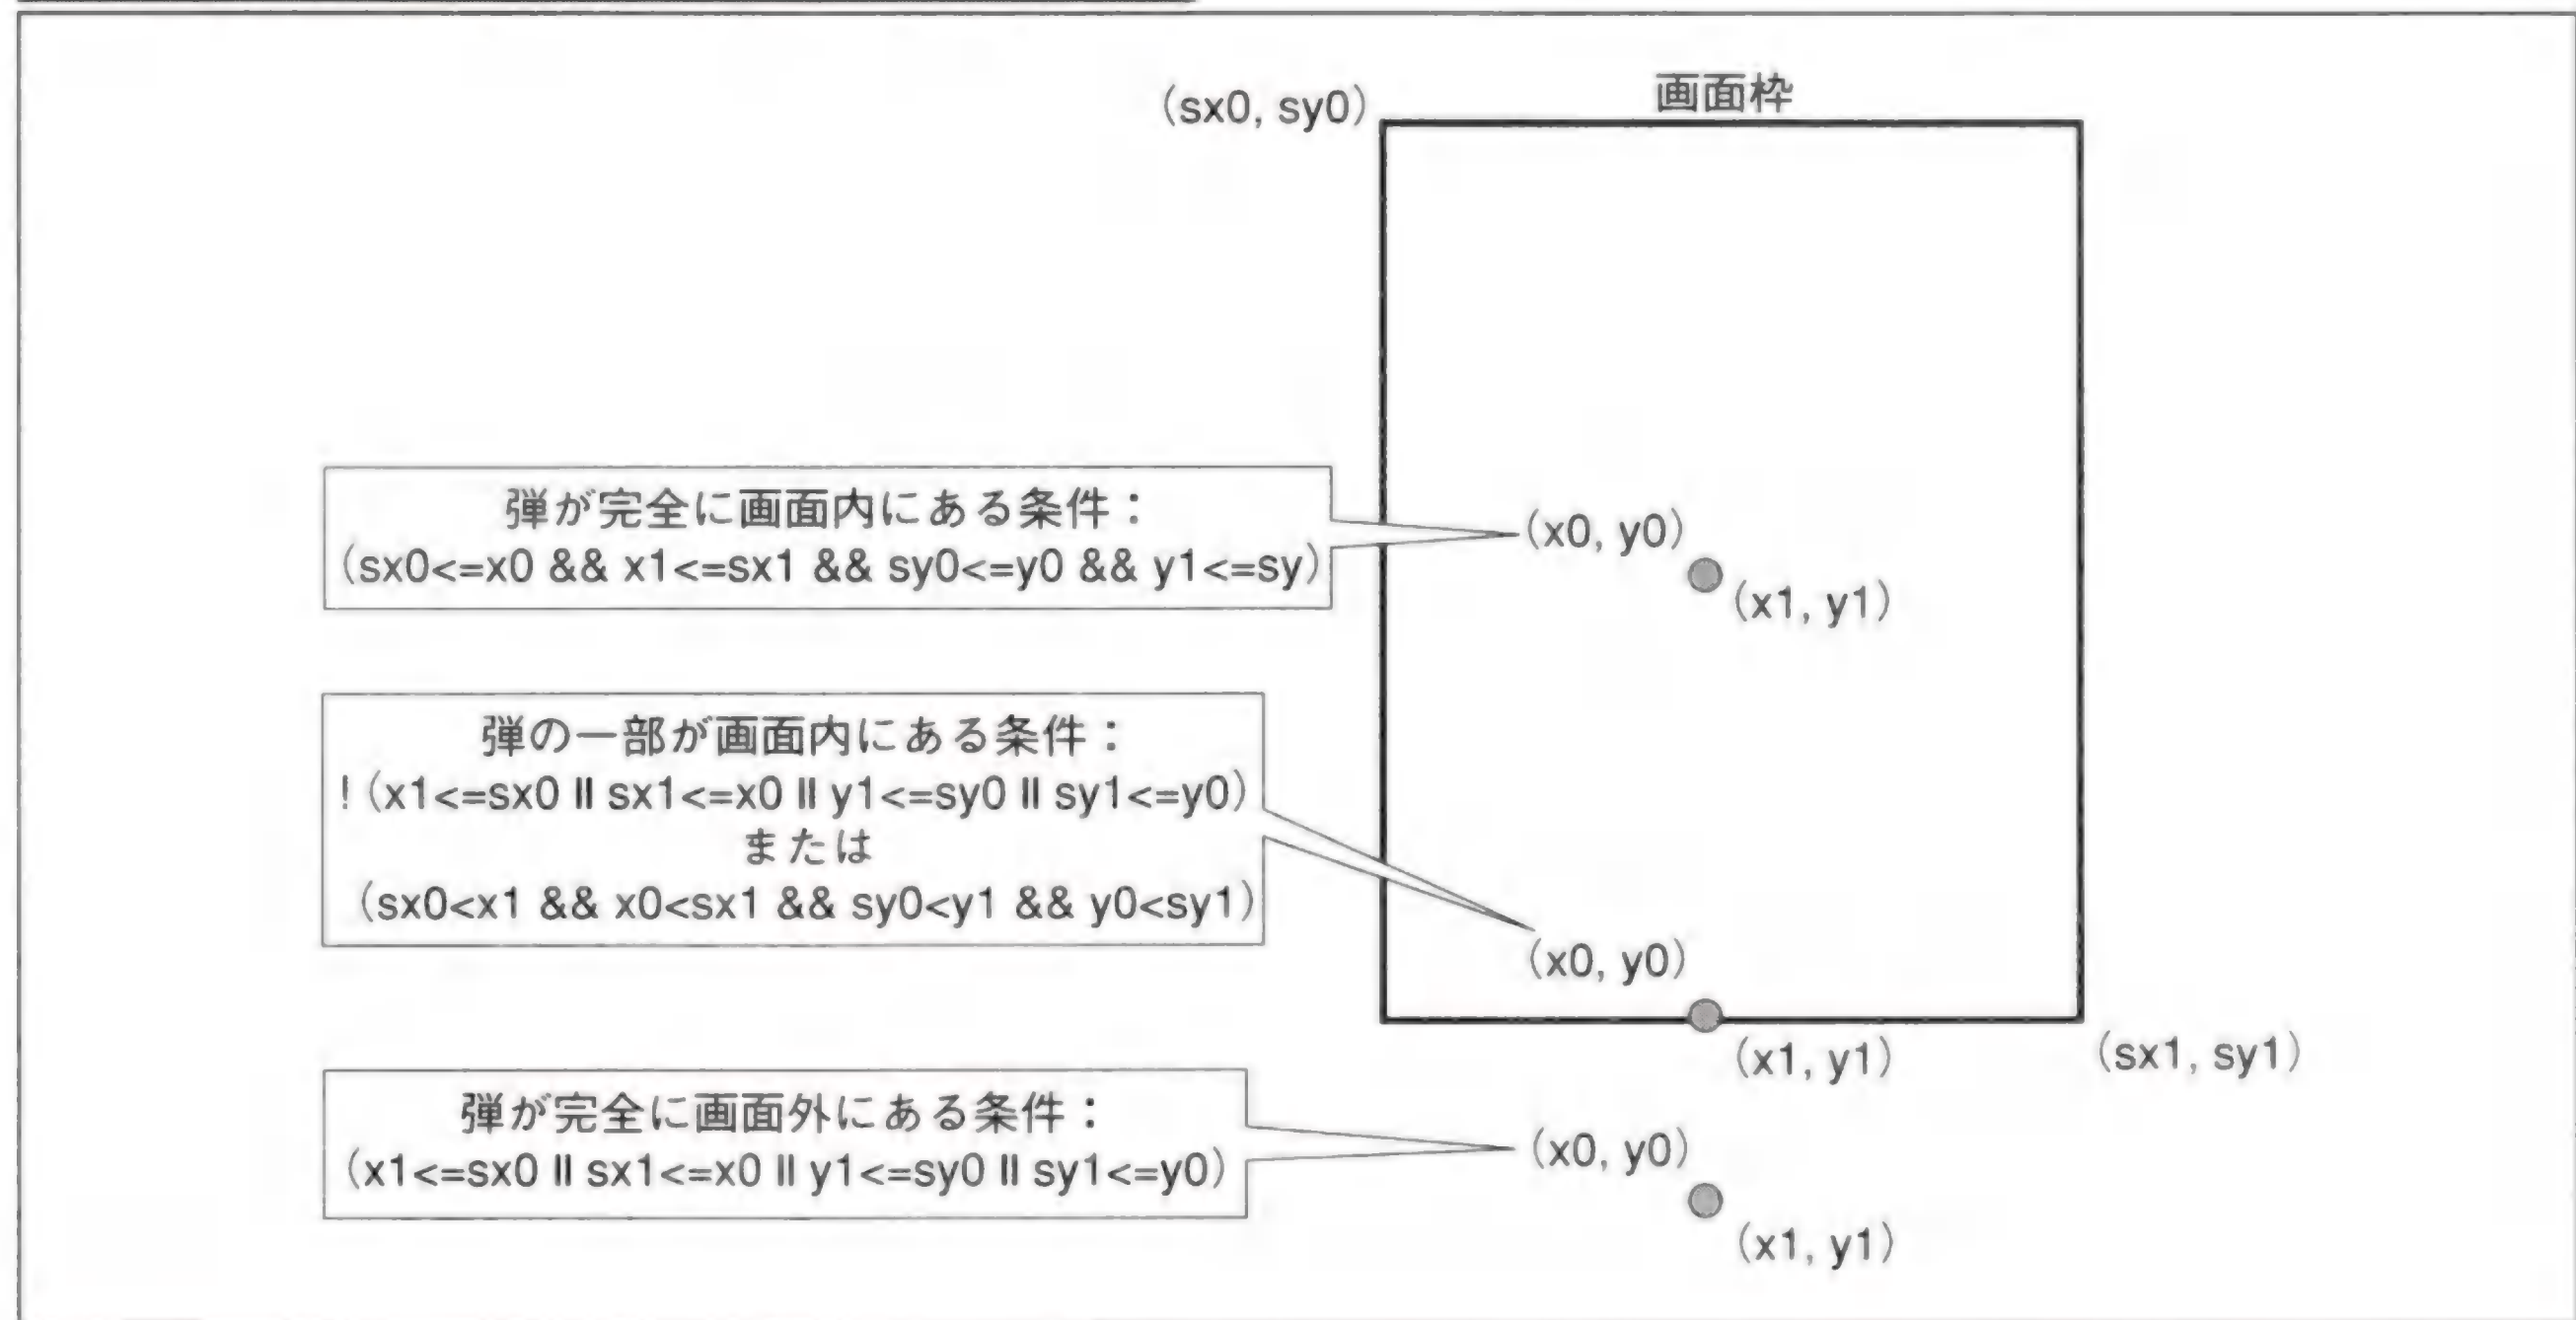 画面枠
(sx0, sy0)
弾が完全に画面内にある条件:
(sx0<=x0 && x1<=sx1 && sy0<=y0 && y1<=sy)
(x0, y0)
(x1, y1)
弾の一部が画面内にある条件:
! (x1<=sx0 || sx1<=x0 || y1<=sy0 || sy1<=y0)
または
(sx0<x1 && x0<sx1 && sy0<y1 && y0<sy1)
(x0, y0)
(x1, y1)
(sx1, sy1)
弾が完全に画面外にある条件:
(x1<=sx0 || sx1<=x0 || y1<=sy0 || sy1<=y0)
(x0, y0)
(x1, y1)